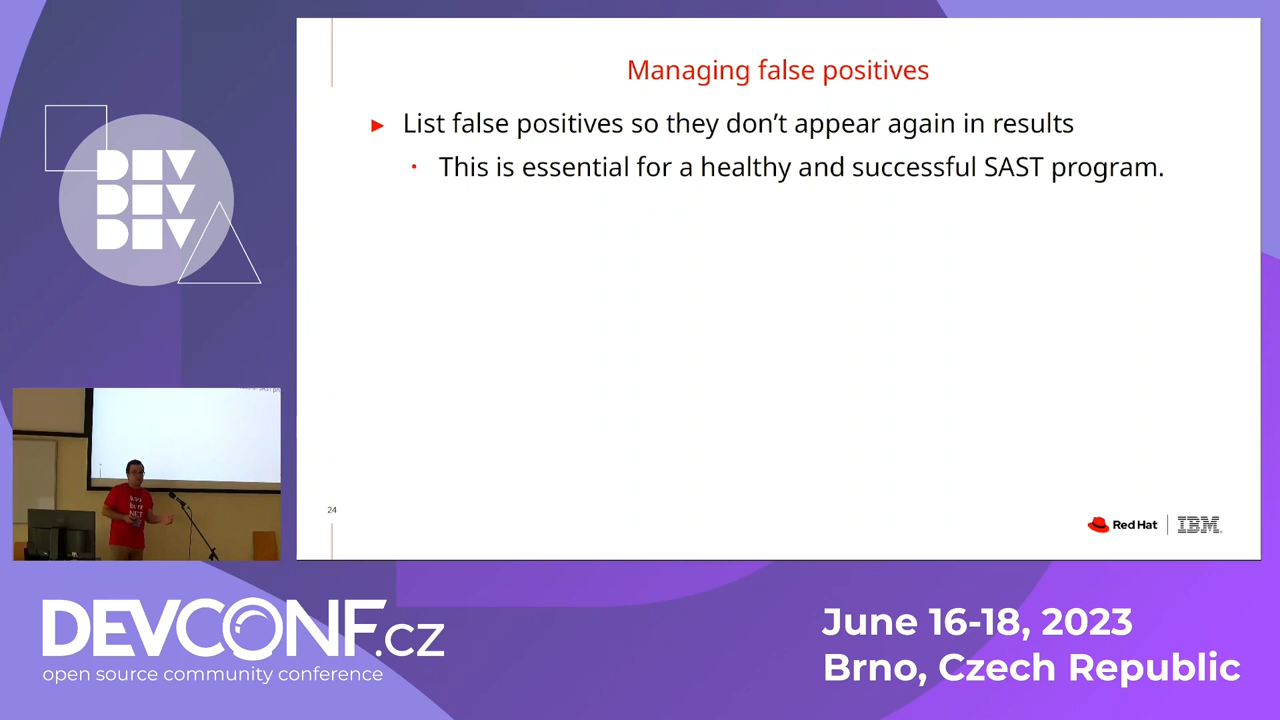 Managing false positives
► List false positives so they don’t appear again in results
• This is essential for a healthy and successful SAST program.
24
Red Hat
IBM
DEV
DEV
DEV
DEVCONF.cz
open source community conference
June 16-18, 2023
Brno, Czech Republic